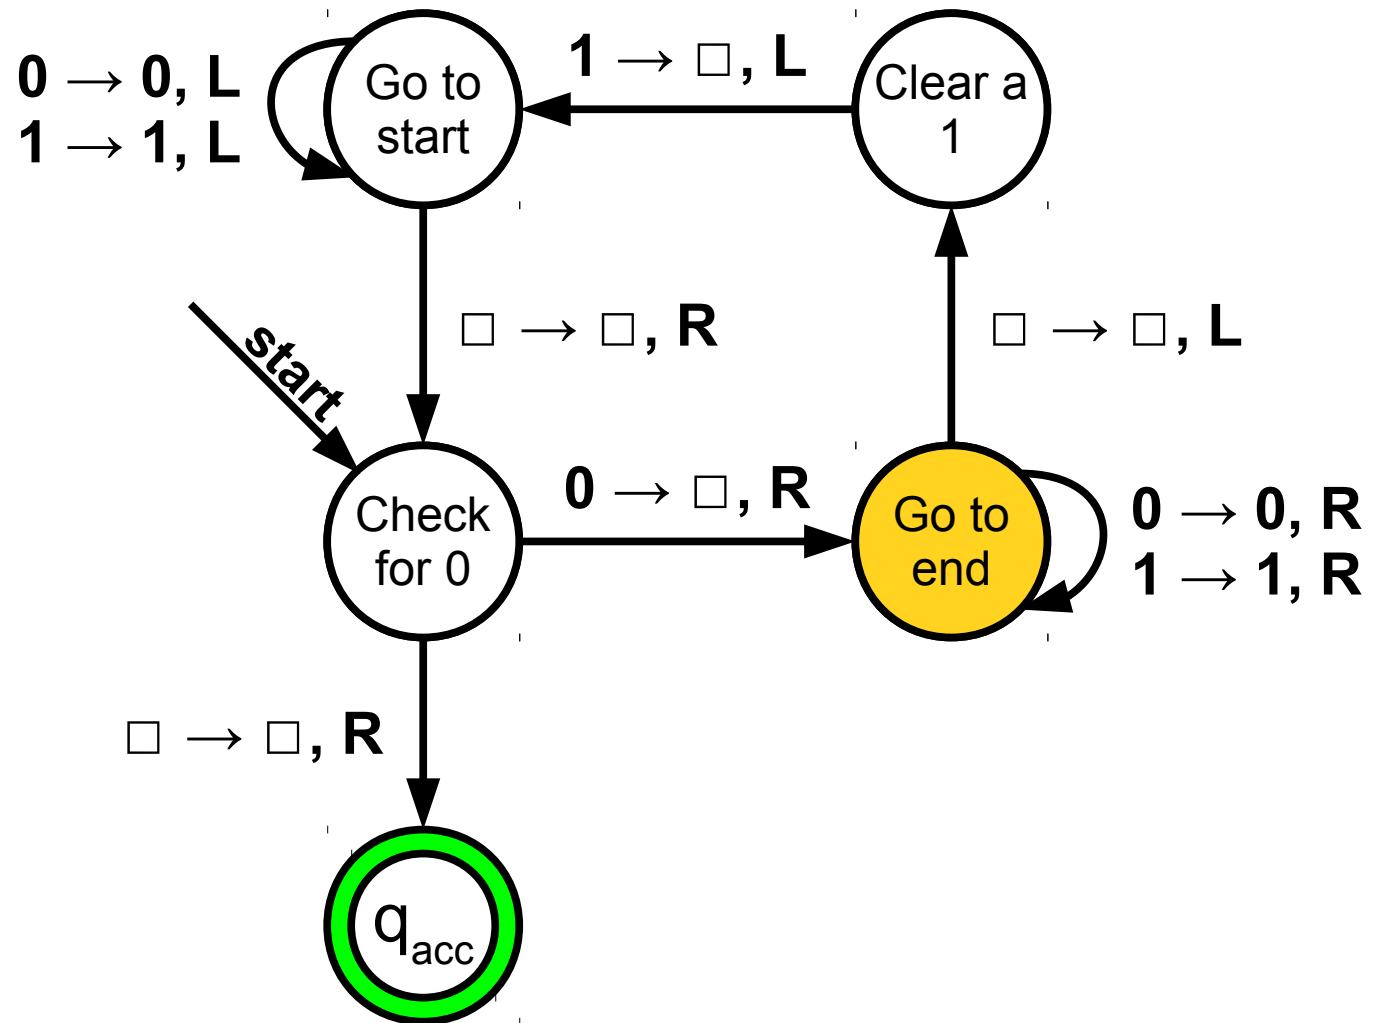 0 → 0, L
1 → 1, L
Go to
start
1 → □, L
Clear a
1
□ → □, R
□ → □, L
start
Check
for 0
0 → □, R
Go to
end
0 → 0, R
1 → 1, R
□ → □, R
qacc